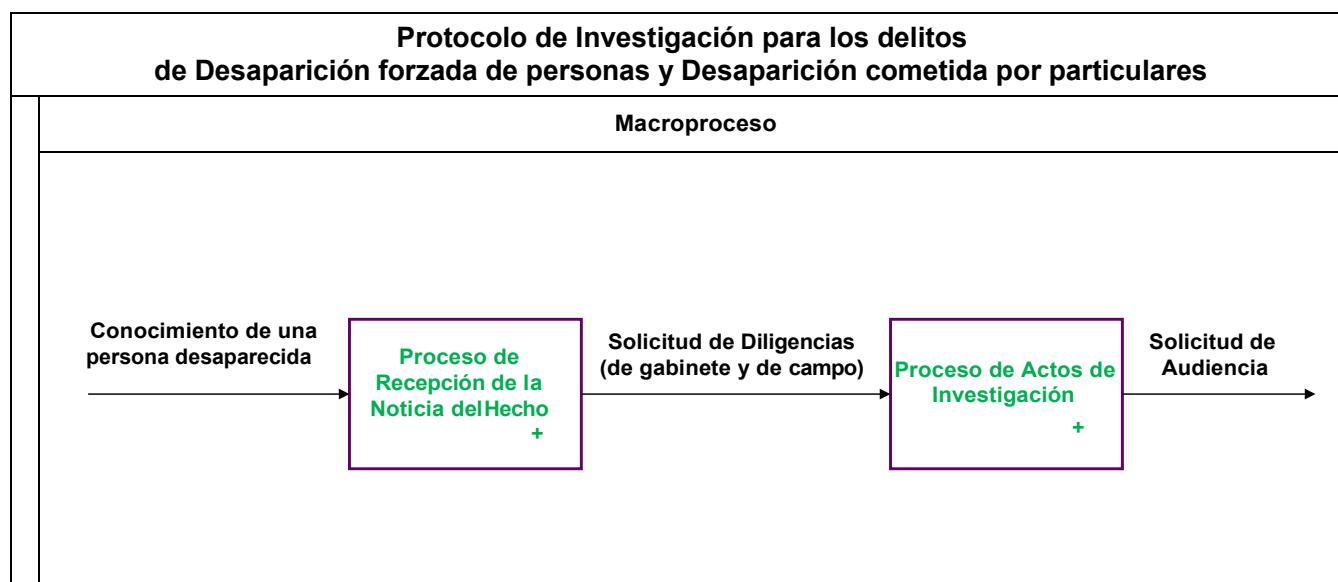 Protocolo de Investigación para los delitos
de Desaparición forzada de personas y Desaparición cometida por particulares
Macroproceso
Conocimiento de una
persona desaparecida
Proceso de
Recepción de la
Noticia delHecho
+
Solicitud de Diligencias
(de gabinete y de campo)
Proceso de Actos de
Investigación
+
Solicitud de
Audiencia